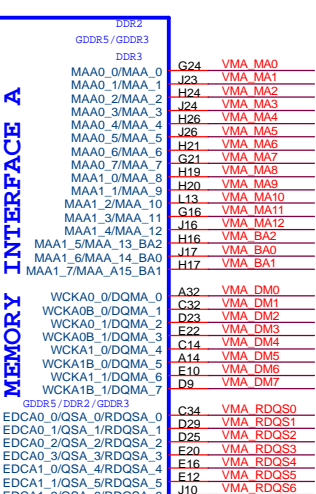 DDR2
GDDR5/GDDR3
DDR3
MEMORY INTERFACE A
MAA0_0/MAA_0 G24 VMA_MA0
MAA0_1/MAA_1 J23 VMA_MA1
MAA0_2/MAA_2 H24 VMA_MA2
MAA0_3/MAA_3 J24 VMA_MA3
MAA0_4/MAA_4 H26 VMA_MA4
MAA0_5/MAA_5 J26 VMA_MA5
MAA0_6/MAA_6 H21 VMA_MA6
MAA0_7/MAA_7 G21 VMA_MA7
MAA1_0/MAA_8 H19 VMA_MA8
MAA1_1/MAA_9 H20 VMA_MA9
MAA1_2/MAA_10 L13 VMA_MA10
MAA1_3/MAA_11 G16 VMA_MA11
MAA1_4/MAA_12 J16 VMA_MA12
MAA1_5/MAA_13_BA2 H16 VMA_BA2
MAA1_6/MAA_14_BA0 J17 VMA_BA0
MAA1_7/MAA_A15_BA1 H17 VMA_BA1
WCKA0_0/DQMA_0 A32 VMA_DM0
WCKA0B_0/DQMA_1 C32 VMA_DM1
WCKA0_1/DQMA_2 D23 VMA_DM2
WCKA0B_1/DQMA_3 E22 VMA_DM3
WCKA1_0/DQMA_4 C14 VMA_DM4
WCKA1B_0/DQMA_5 A14 VMA_DM5
WCKA1_1/DQMA_6 E10 VMA_DM6
WCKA1B_1/DQMA_7 D9 VMA_DM7
GDDR5/DDR2/GDDR3
EDCA0_0/QSA_0/RDQSA_0 C34 VMA_RDQS0
EDCA0_1/QSA_1/RDQSA_1 D29 VMA_RDQS1
EDCA0_2/QSA_2/RDQSA_2 D25 VMA_RDQS2
EDCA0_3/QSA_3/RDQSA_3 E20 VMA_RDQS3
EDCA1_0/QSA_4/RDQSA_4 E16 VMA_RDQS4
EDCA1_1/QSA_5/RDQSA_5 E12 VMA_RDQS5
J10 VMA_RDQS6